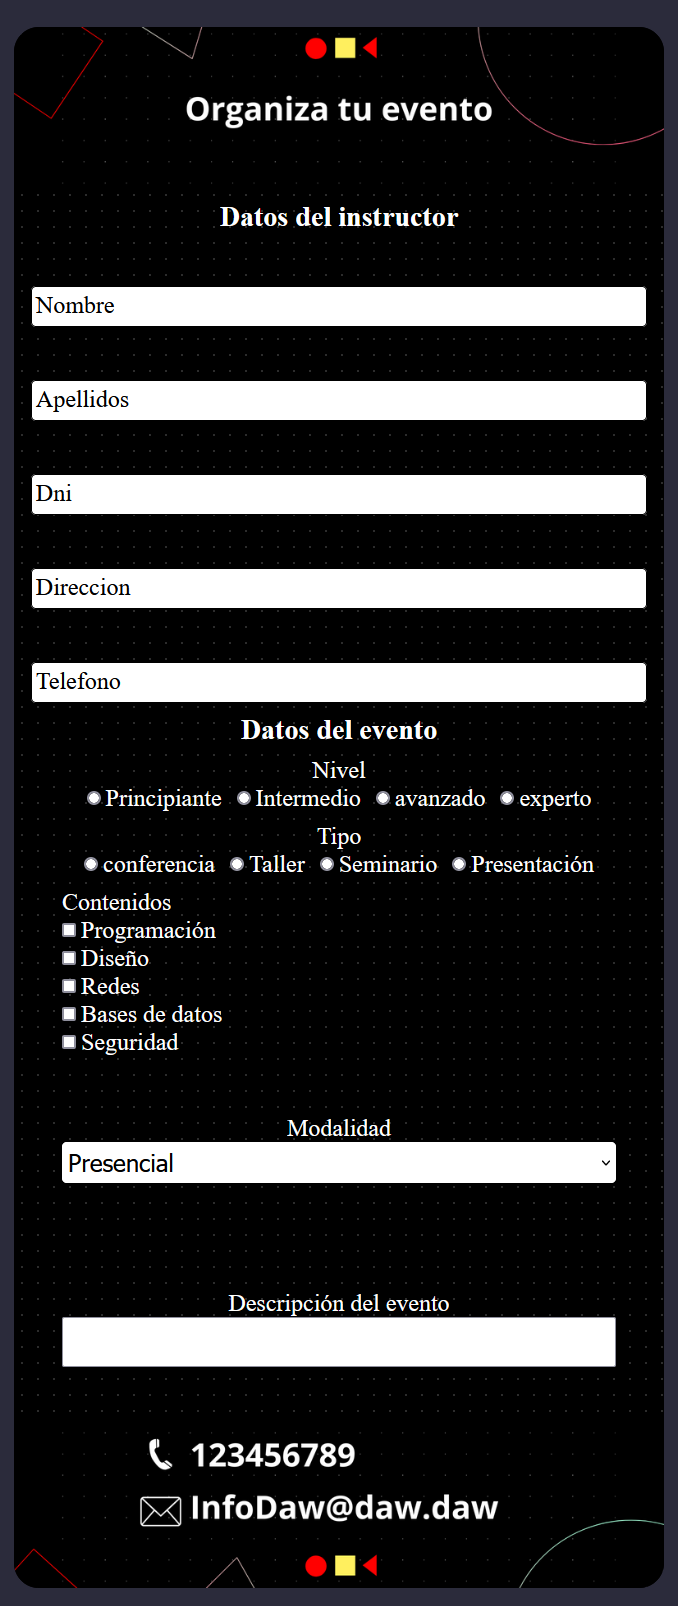 Organiza tu evento
Datos del instructor
Nombre
Apellidos
Dni
Direccion
Telefono
Datos del evento
Nivel
Principiante Intermedio avanzado experto
Tipo
conferencia Taller Seminario Presentación
Contenidos
Programación
Diseño
Redes
Bases de datos
Seguridad
Modalidad
Presencial
Descripción del evento
123456789
InfoDaw@daw.daw